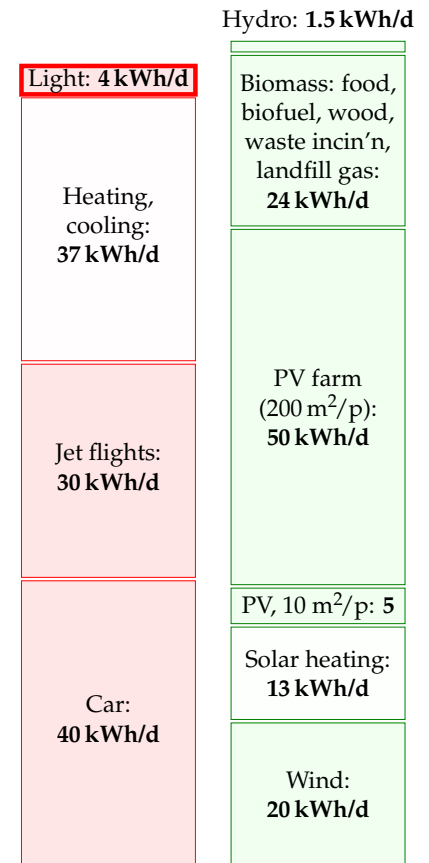 Light: 4 kWh/d
Heating,
cooling:
37 kWh/d
Jet flights:
30 kWh/d
Car:
40 kWh/d
Hydro: 1.5 kWh/d
Biomass: food,
biofuel, wood,
waste incin'n,
landfill gas:
24 kWh/d
PV farm
(200 m²/p):
50 kWh/d
PV, 10 m²/p: 5
Solar heating:
13 kWh/d
Wind:
20 kWh/d